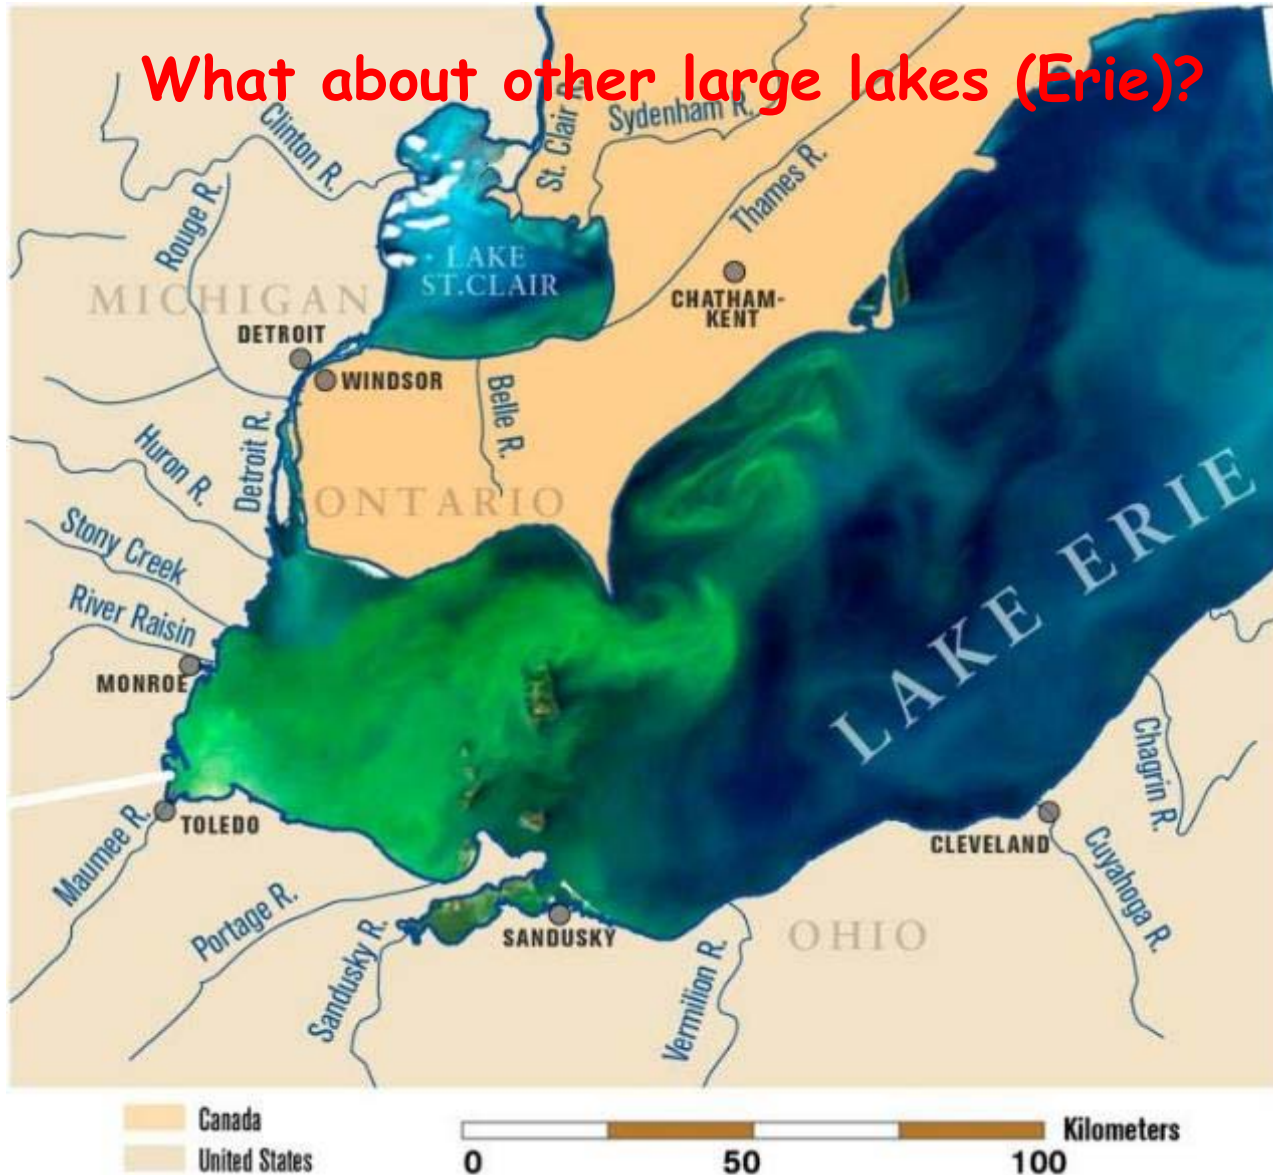 What about other large lakes (Erie)?
Clinton R.
St. Clair R.
Sydenham R.
Rouge R.
Thames R.
LAKE
ST.CLAIR
MICHIGAN
CHATHAM-
KENT
DETROIT
WINDSOR
Belle R.
Detroit R.
Huron R.
ONTARIO
Stony Creek
River Raisin
MONROE
LAKE ERIE
Chagrin R.
TOLEDO
Maumee R.
CLEVELAND
Cuyahoga R.
Portage R.
Sandusky R.
SANDUSKY
OHIO
Vermilion R.
Canada
United States
Kilometers
0 50 100